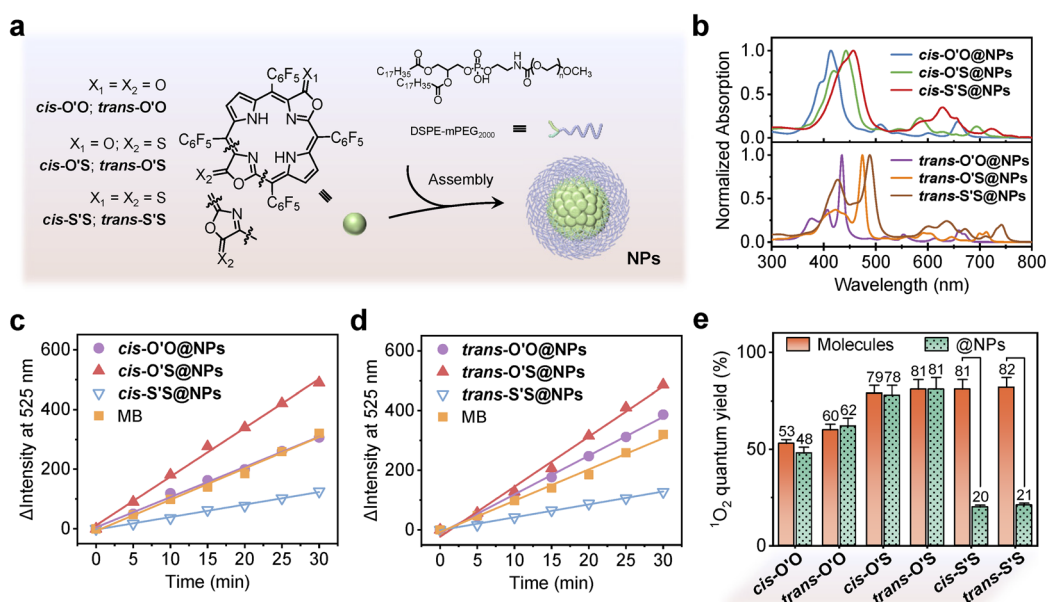 a
X₁ = X₂ = O
cis-O'O; trans-O'O
X₁ = O; X₂ = S
cis-O'S; trans-O'S
X₁ = X₂ = S
cis-S'S; trans-S'S
C₆F₅ X₁
O
NH N
C₆F₅ C₆F₅
N HN
X₂ O
C₆F₅
N
O
X₂
C₁₇H₃₅ O O O P O N H O OCH₃
C₁₇H₃₅ O O OH O n
DSPE-mPEG₂₀₀₀ ≡
≡
Assembly
NPs
b
Normalized Absorption
1.0
0.5
0.0
cis-O'O@NPs
cis-O'S@NPs
cis-S'S@NPs
1.0
0.5
0.0
trans-O'O@NPs
trans-O'S@NPs
trans-S'S@NPs
300 400 500 600 700 800
Wavelength (nm)
c
ΔIntensity at 525 nm
600
400
200
0
cis-O'O@NPs
cis-O'S@NPs
cis-S'S@NPs
MB
0 5 10 15 20 25 30
Time (min)
d
ΔIntensity at 525 nm
600
400
200
0
trans-O'O@NPs
trans-O'S@NPs
trans-S'S@NPs
MB
0 5 10 15 20 25 30
Time (min)
e
¹O₂ quantum yield (%)
100
50
0
Molecules @NPs
53 48 60 62 79 78 81 81 81 20 82 21
cis-O'O trans-O'O cis-O'S trans-O'S cis-S'S trans-S'S